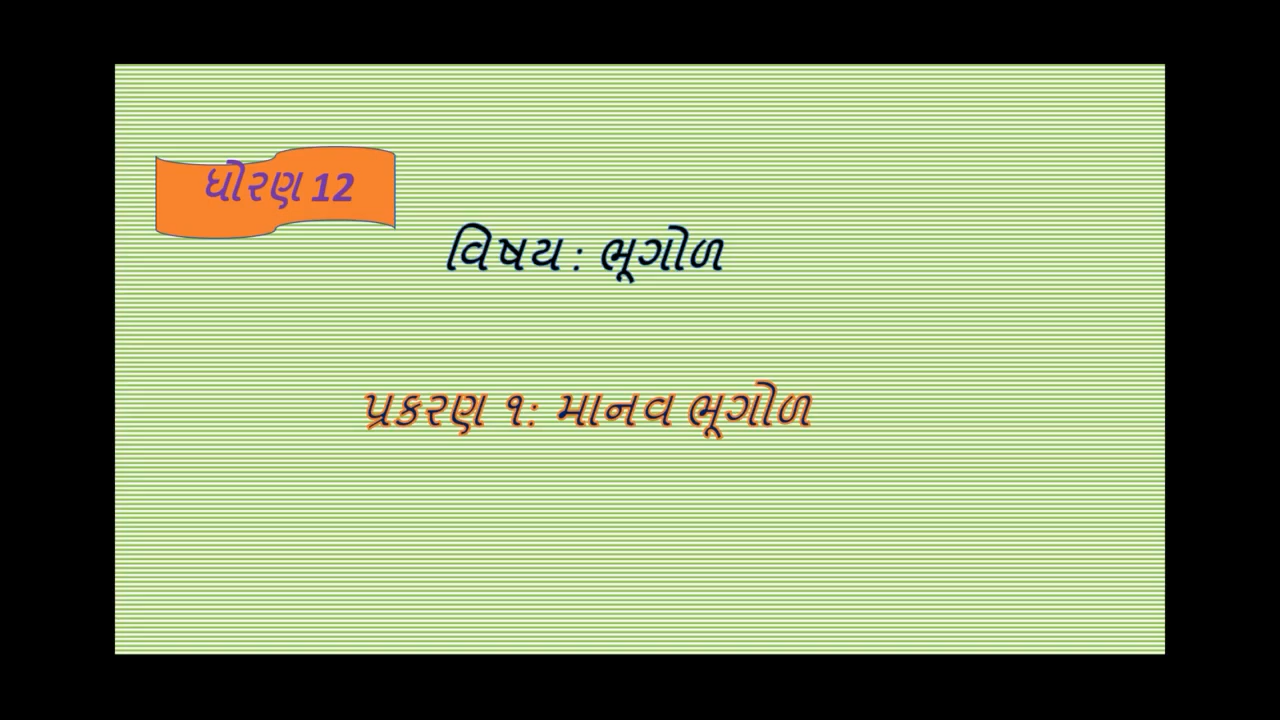 ધોરણ 12
વિષય : ભૂગોળ
પ્રકરણ ૧: માનવ ભૂગોળ